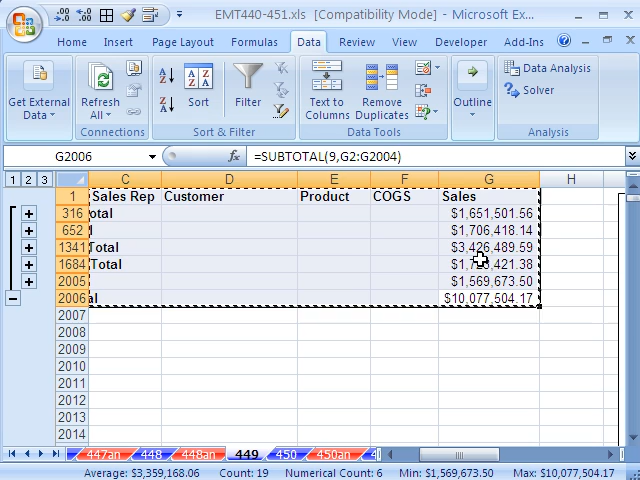 EMT440-451.xls [Compatibility Mode] - Microsoft Ex...
Home Insert Page Layout Formulas Data Review View Developer Add-Ins
Get External Data
Refresh All
Connections
Sort
Filter
Sort & Filter
Text to Columns
Remove Duplicates
Data Tools
Outline
Data Analysis
Solver
Analysis
G2006 fx =SUBTOTAL(9,G2:G2004)
1 2 3 C D E F G H
1 Sales Rep Customer Product COGS Sales
316 otal $1,651,501.56
652 $1,706,418.14
1341 Total $3,426,489.59
1684 Total
2005 $1,569,673.50
2006 al $10,077,504.17
2007
2008
2009
2010
2011
2012
2013
2014
447an 448 448an 449 450 450an 4
Average: $3,359,168.06 Count: 19 Numerical Count: 6 Min: $1,569,673.50 Max: $10,077,504.17